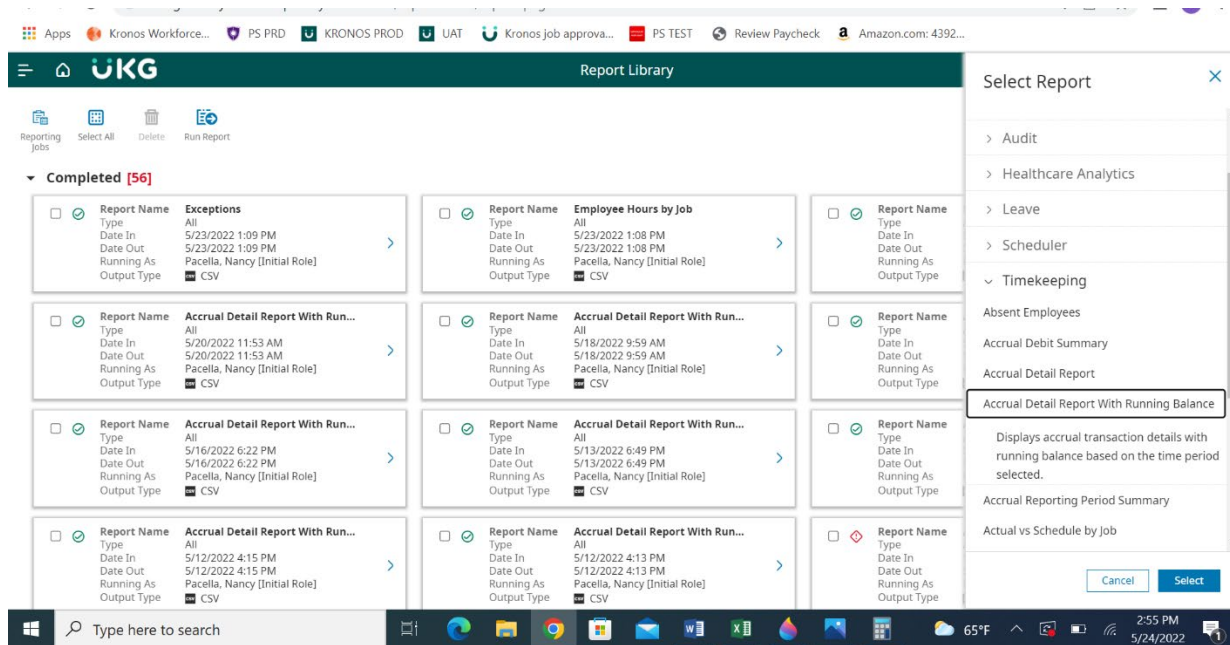 Apps Kronos Workforce... PS PRD KRONOS PROD UAT Kronos job approva... PS TEST Review Paycheck Amazon.com: 4392...
UKG Report Library
Reporting Jobs Select All Delete Run Report
Completed [56]
Report Name Exceptions
Type All
Date In 5/23/2022 1:09 PM
Date Out 5/23/2022 1:09 PM
Running As Pacella, Nancy [Initial Role]
Output Type CSV
Report Name Employee Hours by Job
Type All
Date In 5/23/2022 1:08 PM
Date Out 5/23/2022 1:08 PM
Running As Pacella, Nancy [Initial Role]
Output Type CSV
Report Name
Type
Date In
Date Out
Running As
Output Type
Report Name Accrual Detail Report With Run...
Type All
Date In 5/20/2022 11:53 AM
Date Out 5/20/2022 11:53 AM
Running As Pacella, Nancy [Initial Role]
Output Type CSV
Report Name Accrual Detail Report With Run...
Type All
Date In 5/18/2022 9:59 AM
Date Out 5/18/2022 9:59 AM
Running As Pacella, Nancy [Initial Role]
Output Type CSV
Report Name
Type
Date In
Date Out
Running As
Output Type
Report Name Accrual Detail Report With Run...
Type All
Date In 5/16/2022 6:22 PM
Date Out 5/16/2022 6:22 PM
Running As Pacella, Nancy [Initial Role]
Output Type CSV
Report Name Accrual Detail Report With Run...
Type All
Date In 5/13/2022 6:49 PM
Date Out 5/13/2022 6:49 PM
Running As Pacella, Nancy [Initial Role]
Output Type CSV
Report Name
Type
Date In
Date Out
Running As
Output Type
Report Name Accrual Detail Report With Run...
Type All
Date In 5/12/2022 4:15 PM
Date Out 5/12/2022 4:15 PM
Running As Pacella, Nancy [Initial Role]
Output Type CSV
Report Name Accrual Detail Report With Run...
Type All
Date In 5/12/2022 4:13 PM
Date Out 5/12/2022 4:13 PM
Running As Pacella, Nancy [Initial Role]
Output Type CSV
Report Name
Type
Date In
Date Out
Running As
Output Type
Select Report
Audit
Healthcare Analytics
Leave
Scheduler
Timekeeping
Absent Employees
Accrual Debit Summary
Accrual Detail Report
Accrual Detail Report With Running Balance
Displays accrual transaction details with
running balance based on the time period
selected.
Accrual Reporting Period Summary
Actual vs Schedule by Job
Cancel Select
Type here to search 65°F 2:55 PM
5/24/2022